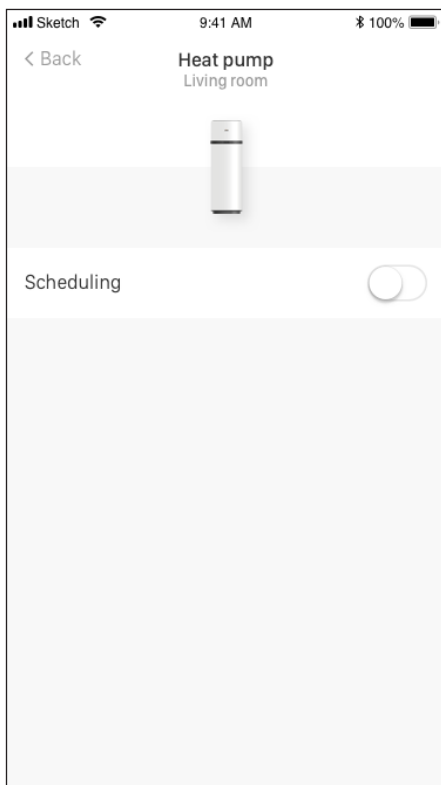 Sketch 9:41 AM 100%
< Back
Heat pump
Living room
Scheduling